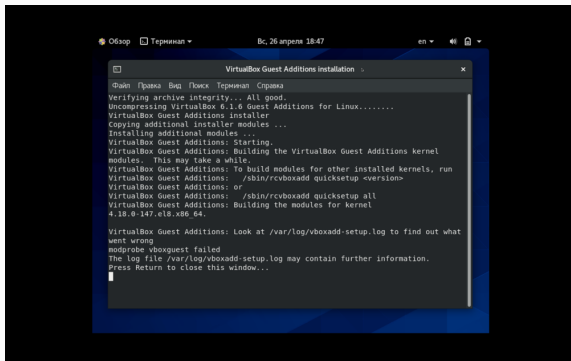 Обзор Терминал Вс, 26 апреля 18:47 en
VirtualBox Guest Additions installation
Файл Правка Вид Поиск Терминал Справка
Verifying archive integrity... All good.
Uncompressing VirtualBox 6.1.6 Guest Additions for Linux........
VirtualBox Guest Additions installer
Copying additional installer modules ...
Installing additional modules ...
VirtualBox Guest Additions: Starting.
VirtualBox Guest Additions: Building the VirtualBox Guest Additions kernel
modules.  This may take a while.
VirtualBox Guest Additions: To build modules for other installed kernels, run
VirtualBox Guest Additions:   /sbin/rcvboxadd quicksetup <version>
VirtualBox Guest Additions: or
VirtualBox Guest Additions:   /sbin/rcvboxadd quicksetup all
VirtualBox Guest Additions: Building the modules for kernel
4.18.0-147.el8.x86_64.
VirtualBox Guest Additions: Look at /var/log/vboxadd-setup.log to find out what
went wrong
modprobe vboxguest failed
The log file /var/log/vboxadd-setup.log may contain further information.
Press Return to close this window...